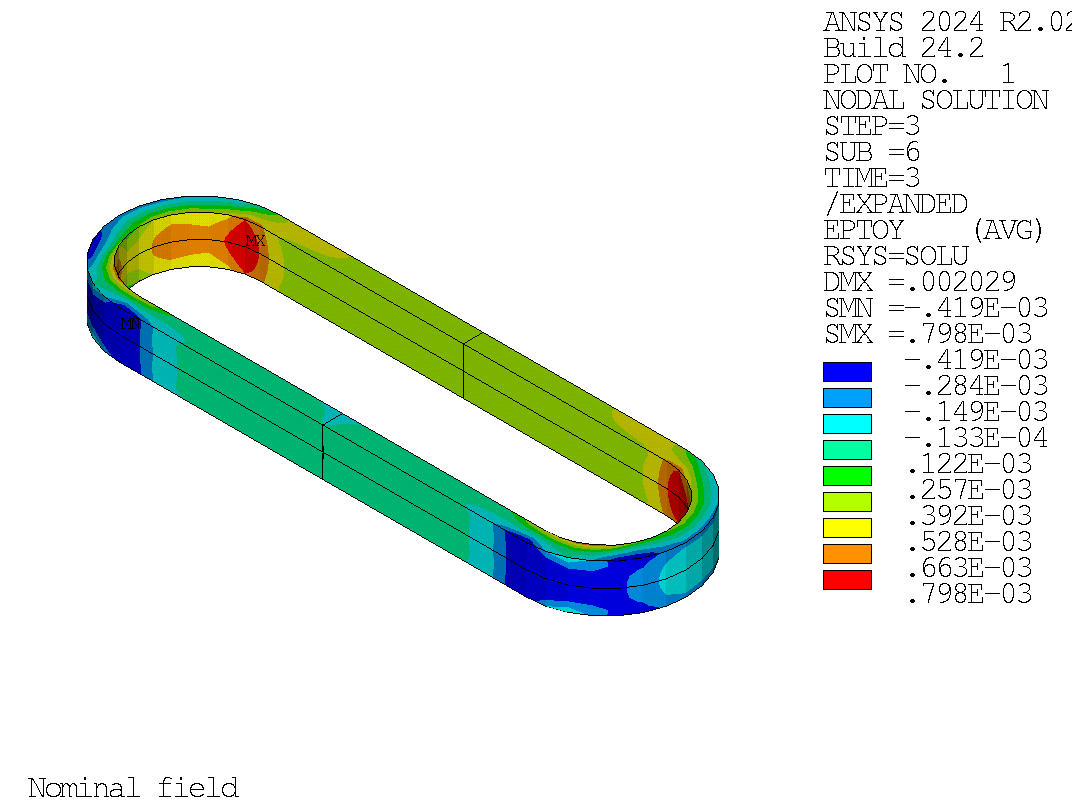 ANSYS 2024 R2.02
Build 24.2
PLOT NO. 1
NODAL SOLUTION
STEP=3
SUB =6
TIME=3
/EXPANDED
EPTOY (AVG)
RSYS=SOLU
DMX =.002029
SMN =-.419E-03
SMX =.798E-03
-.419E-03
-.284E-03
-.149E-03
-.133E-04
.122E-03
.257E-03
.392E-03
.528E-03
.663E-03
.798E-03
MX
MN
Nominal field